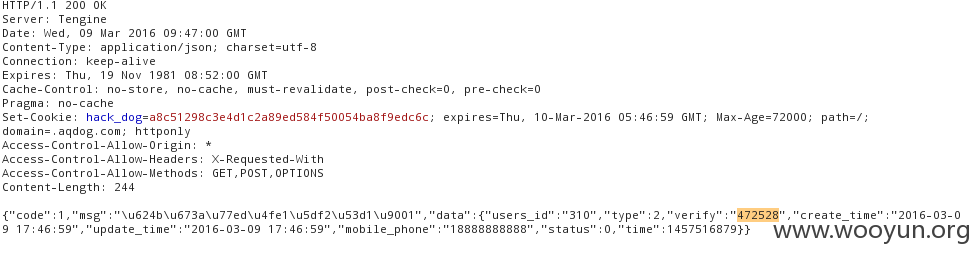 HTTP/1.1 200 OK
Server: Tengine
Date: Wed, 09 Mar 2016 09:47:00 GMT
Content-Type: application/json; charset=utf-8
Connection: keep-alive
Expires: Thu, 19 Nov 1981 08:52:00 GMT
Cache-Control: no-store, no-cache, must-revalidate, post-check=0, pre-check=0
Pragma: no-cache
Set-Cookie: hack_dog=a8c51298c3e4d1c2a89ed584f50054ba8f9edc6c; expires=Thu, 10-Mar-2016 05:46:59 GMT; Max-Age=72000; path=/;
domain=.aqdog.com; httponly
Access-Control-Allow-Origin: *
Access-Control-Allow-Headers: X-Requested-With
Access-Control-Allow-Methods: GET,POST,OPTIONS
Content-Length: 244
{"code":1,"msg":"\u624b\u673a\u77ed\u4fe1\u5df2\u53d1\u9001","data":{"users_id":"310","type":2,"verify":"472528","create_time":"2016-03-0
9 17:46:59","update_time":"2016-03-09 17:46:59","mobile_phone":"18888888888","status":0,"time":1457516879}}
www.wooyun.org